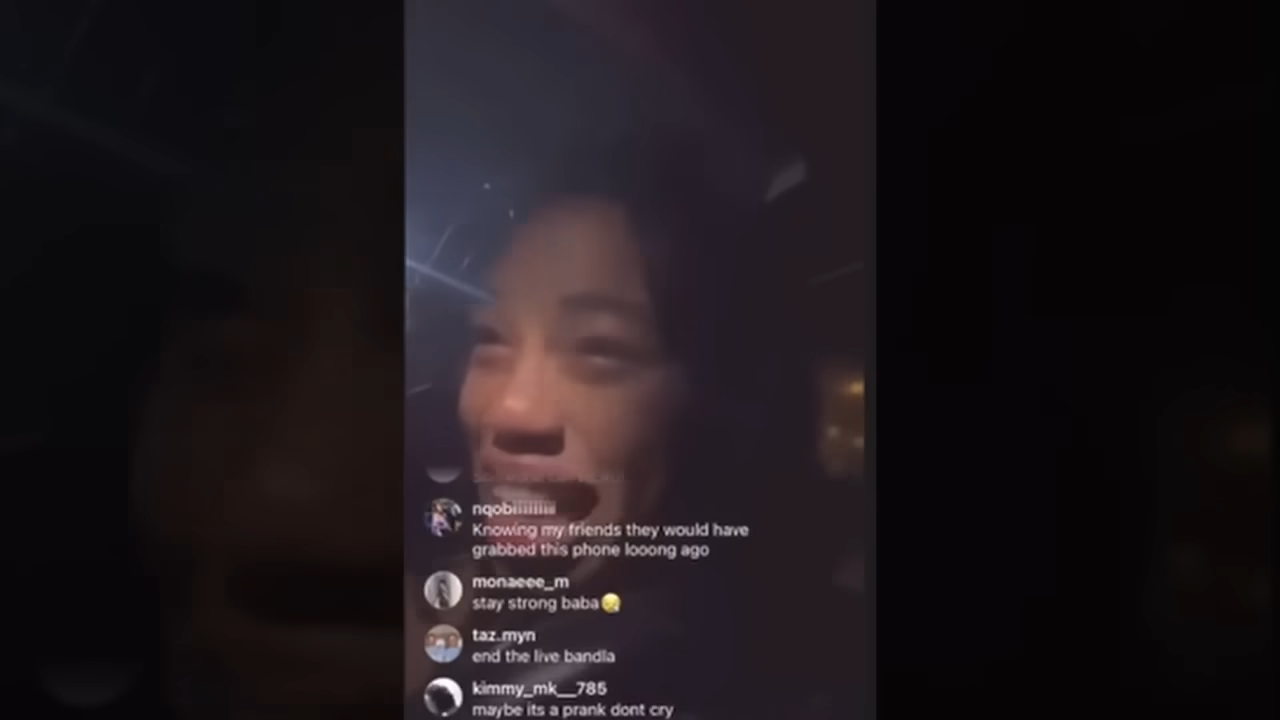 nqobiiiiiiiii
Knowing my friends they would have
grabbed this phone looong ago
monaeee_m
stay strong baba😢
taz.myn
end the live bandla
kimmy_mk__785
maybe its a prank dont cry